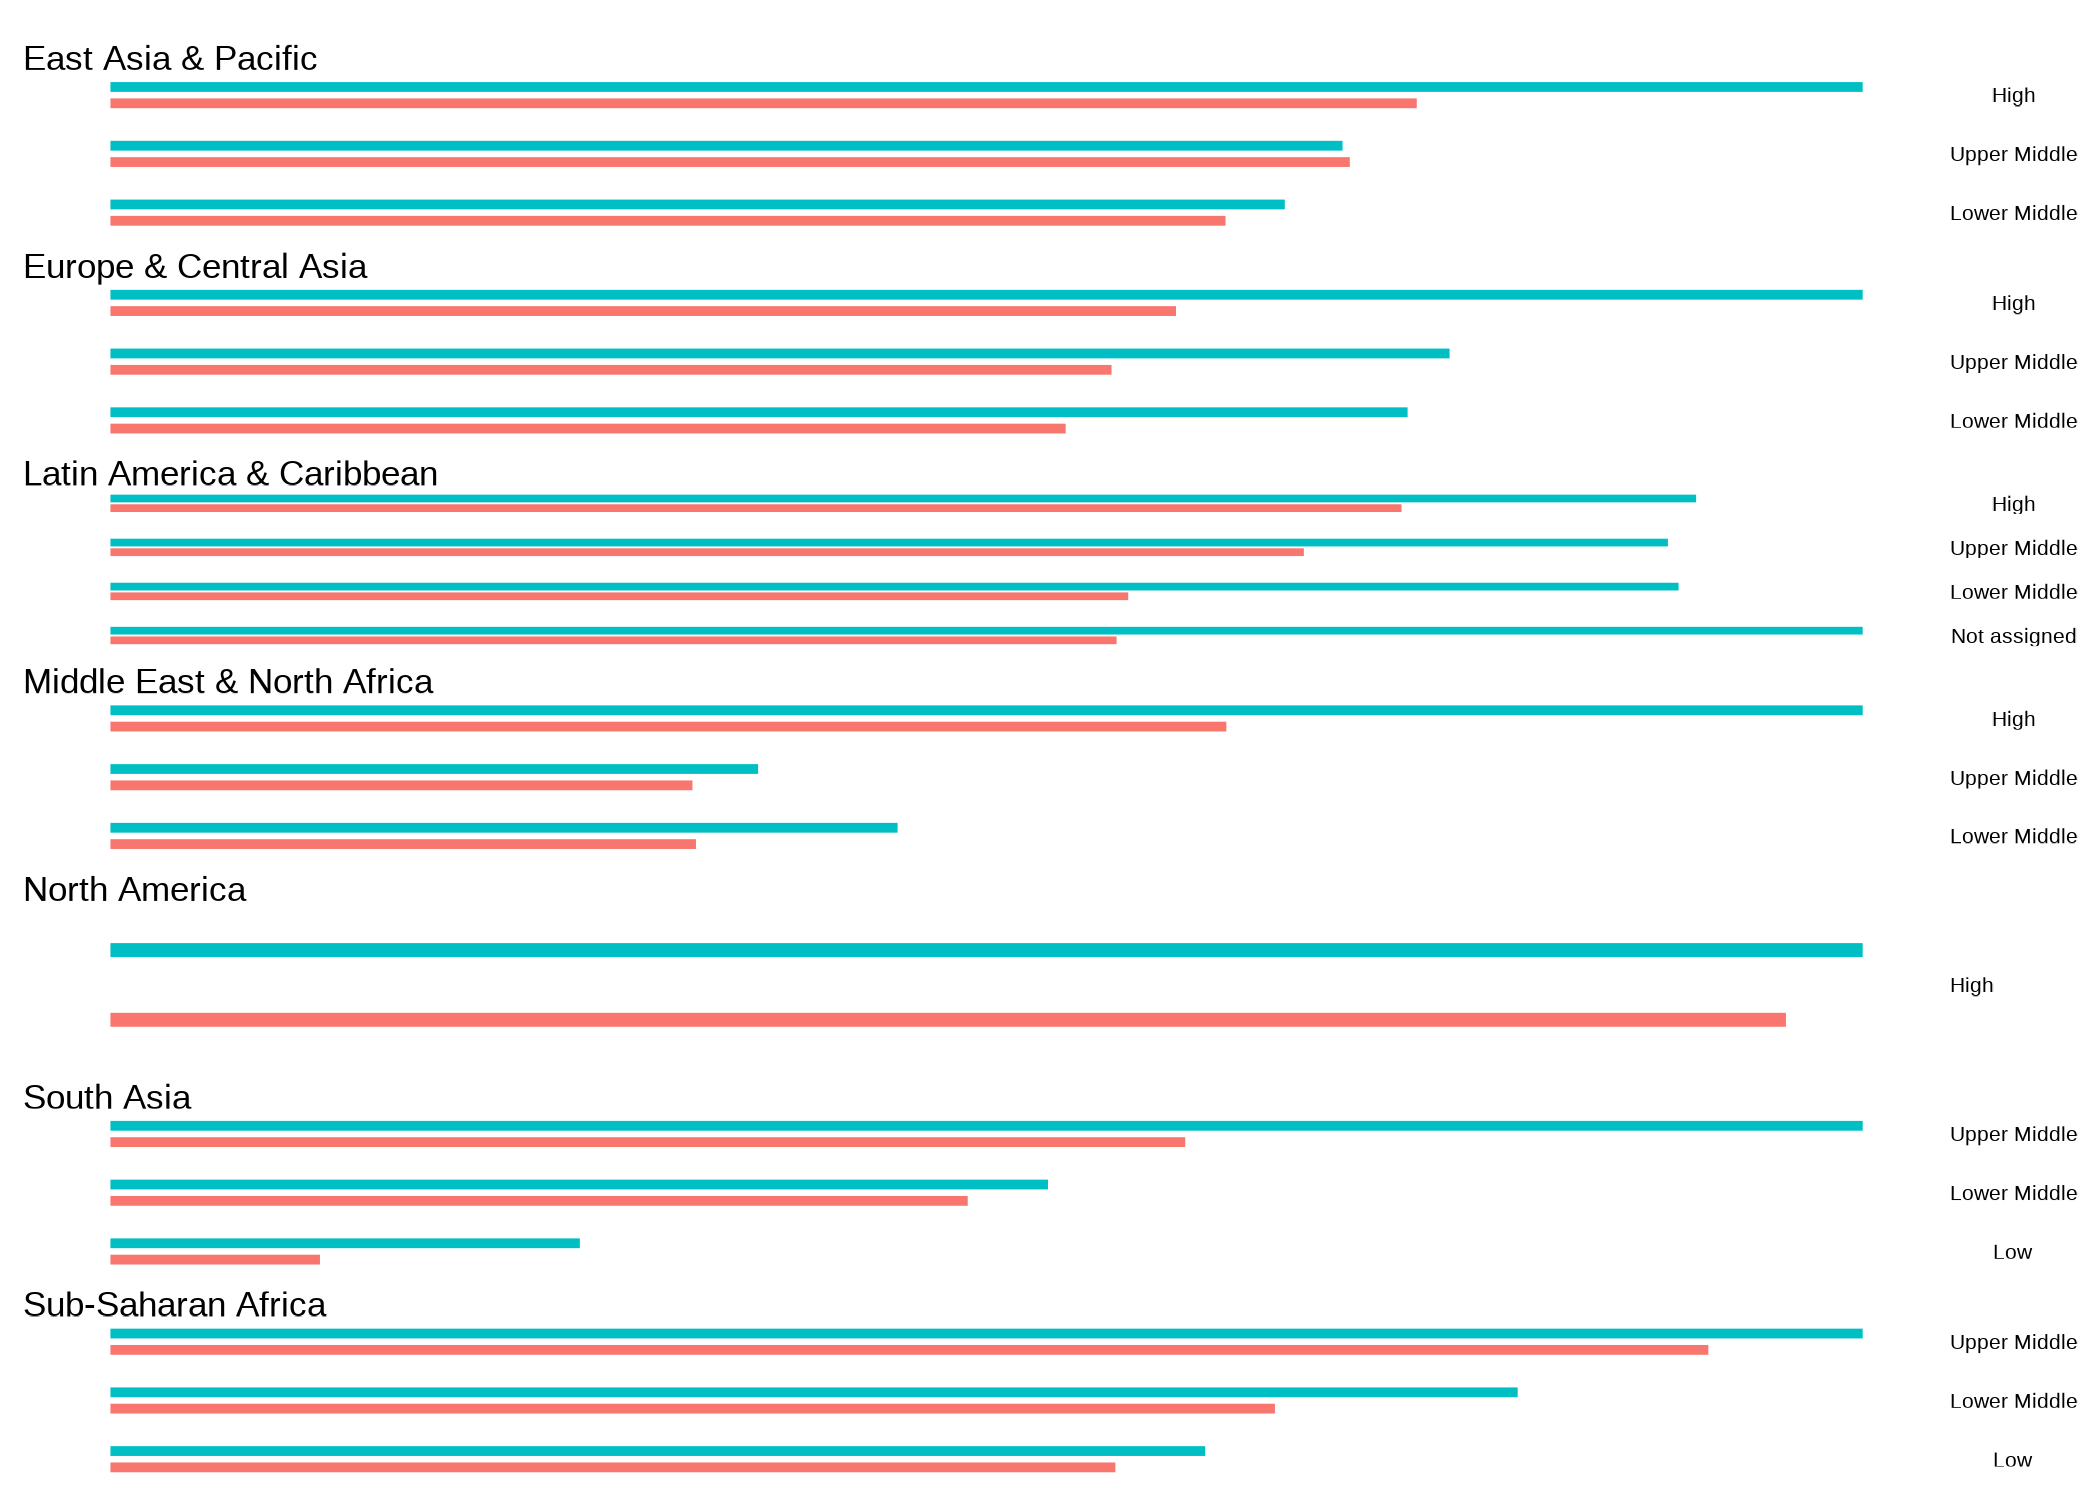 East Asia & Pacific
High
Upper Middle
Lower Middle
Europe & Central Asia
High
Upper Middle
Lower Middle
Latin America & Caribbean
High
Upper Middle
Lower Middle
Not assigned
Middle East & North Africa
High
Upper Middle
Lower Middle
North America
High
South Asia
Upper Middle
Lower Middle
Low
Sub-Saharan Africa
Upper Middle
Lower Middle
Low